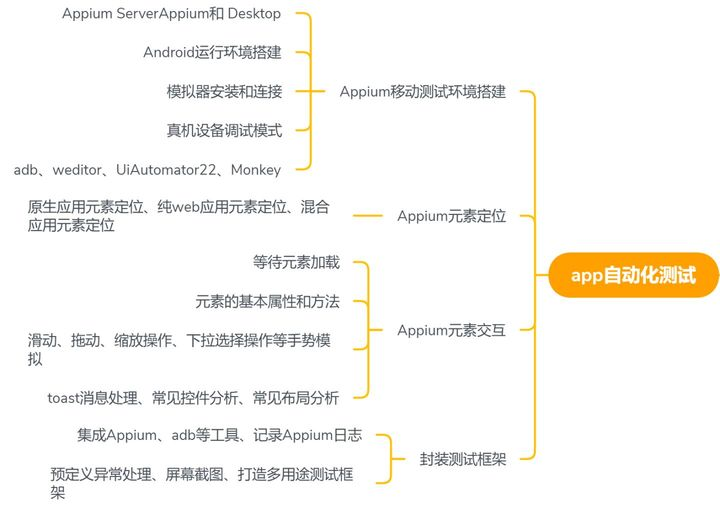 Appium ServerAppium和 Desktop
Android运行环境搭建
模拟器安装和连接
真机设备调试模式
adb、weditor、UiAutomator22、Monkey
Appium移动测试环境搭建
原生应用元素定位、纯web应用元素定位、混合
应用元素定位
Appium元素定位
app自动化测试
等待元素加载
元素的基本属性和方法
滑动、拖动、缩放操作、下拉选择操作等手势模
拟
toast消息处理、常见控件分析、常见布局分析
Appium元素交互
集成Appium、adb等工具、记录Appium日志
预定义异常处理、屏幕截图、打造多用途测试框
架
封装测试框架